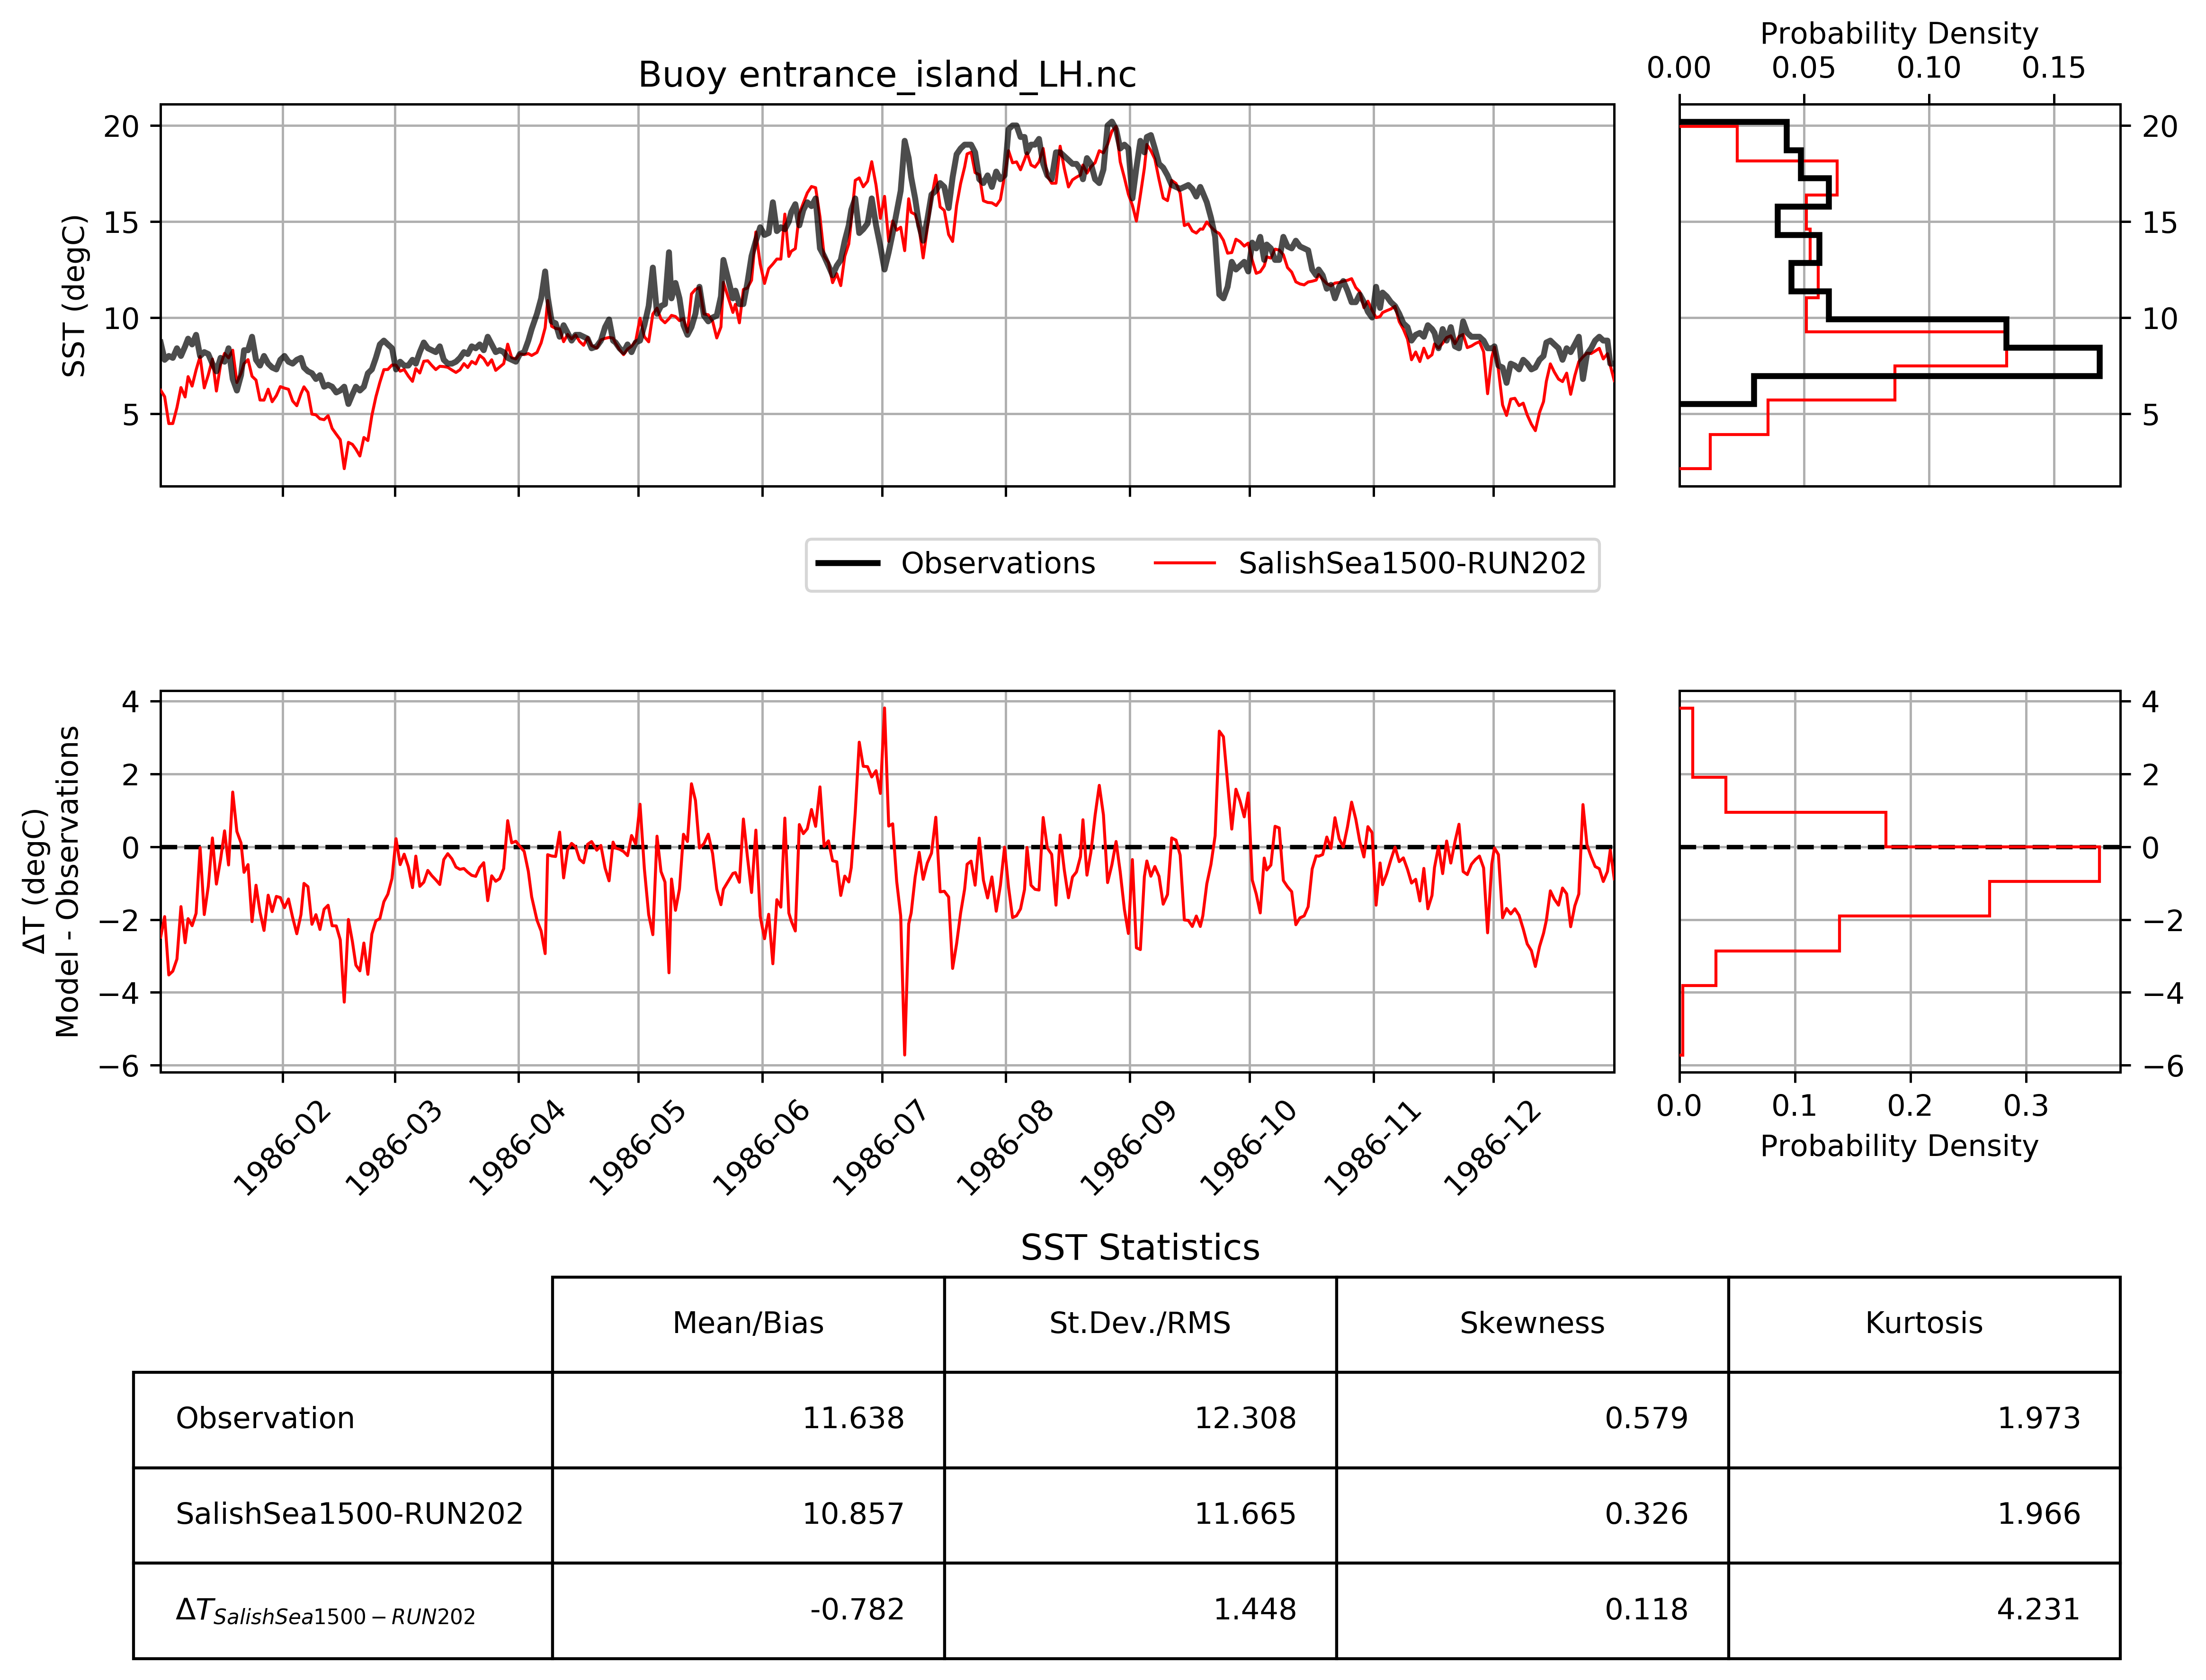 Probability Density
0.00 0.05 0.10 0.15
Buoy entrance_island_LH.nc
SST (degC)
20
15
10
5
20
15
10
5
Observations SalishSea1500-RUN202
ΔT (degC)
Model - Observations
4
2
0
−2
−4
−6
4
2
0
−2
−4
−6
1986-02 1986-03 1986-04 1986-05 1986-06 1986-07 1986-08 1986-09 1986-10 1986-11 1986-12
0.0 0.1 0.2 0.3
Probability Density
SST Statistics
Mean/Bias St.Dev./RMS Skewness Kurtosis
Observation 11.638 12.308 0.579 1.973
SalishSea1500-RUN202 10.857 11.665 0.326 1.966
ΔT SalishSea1500−RUN202 -0.782 1.448 0.118 4.231